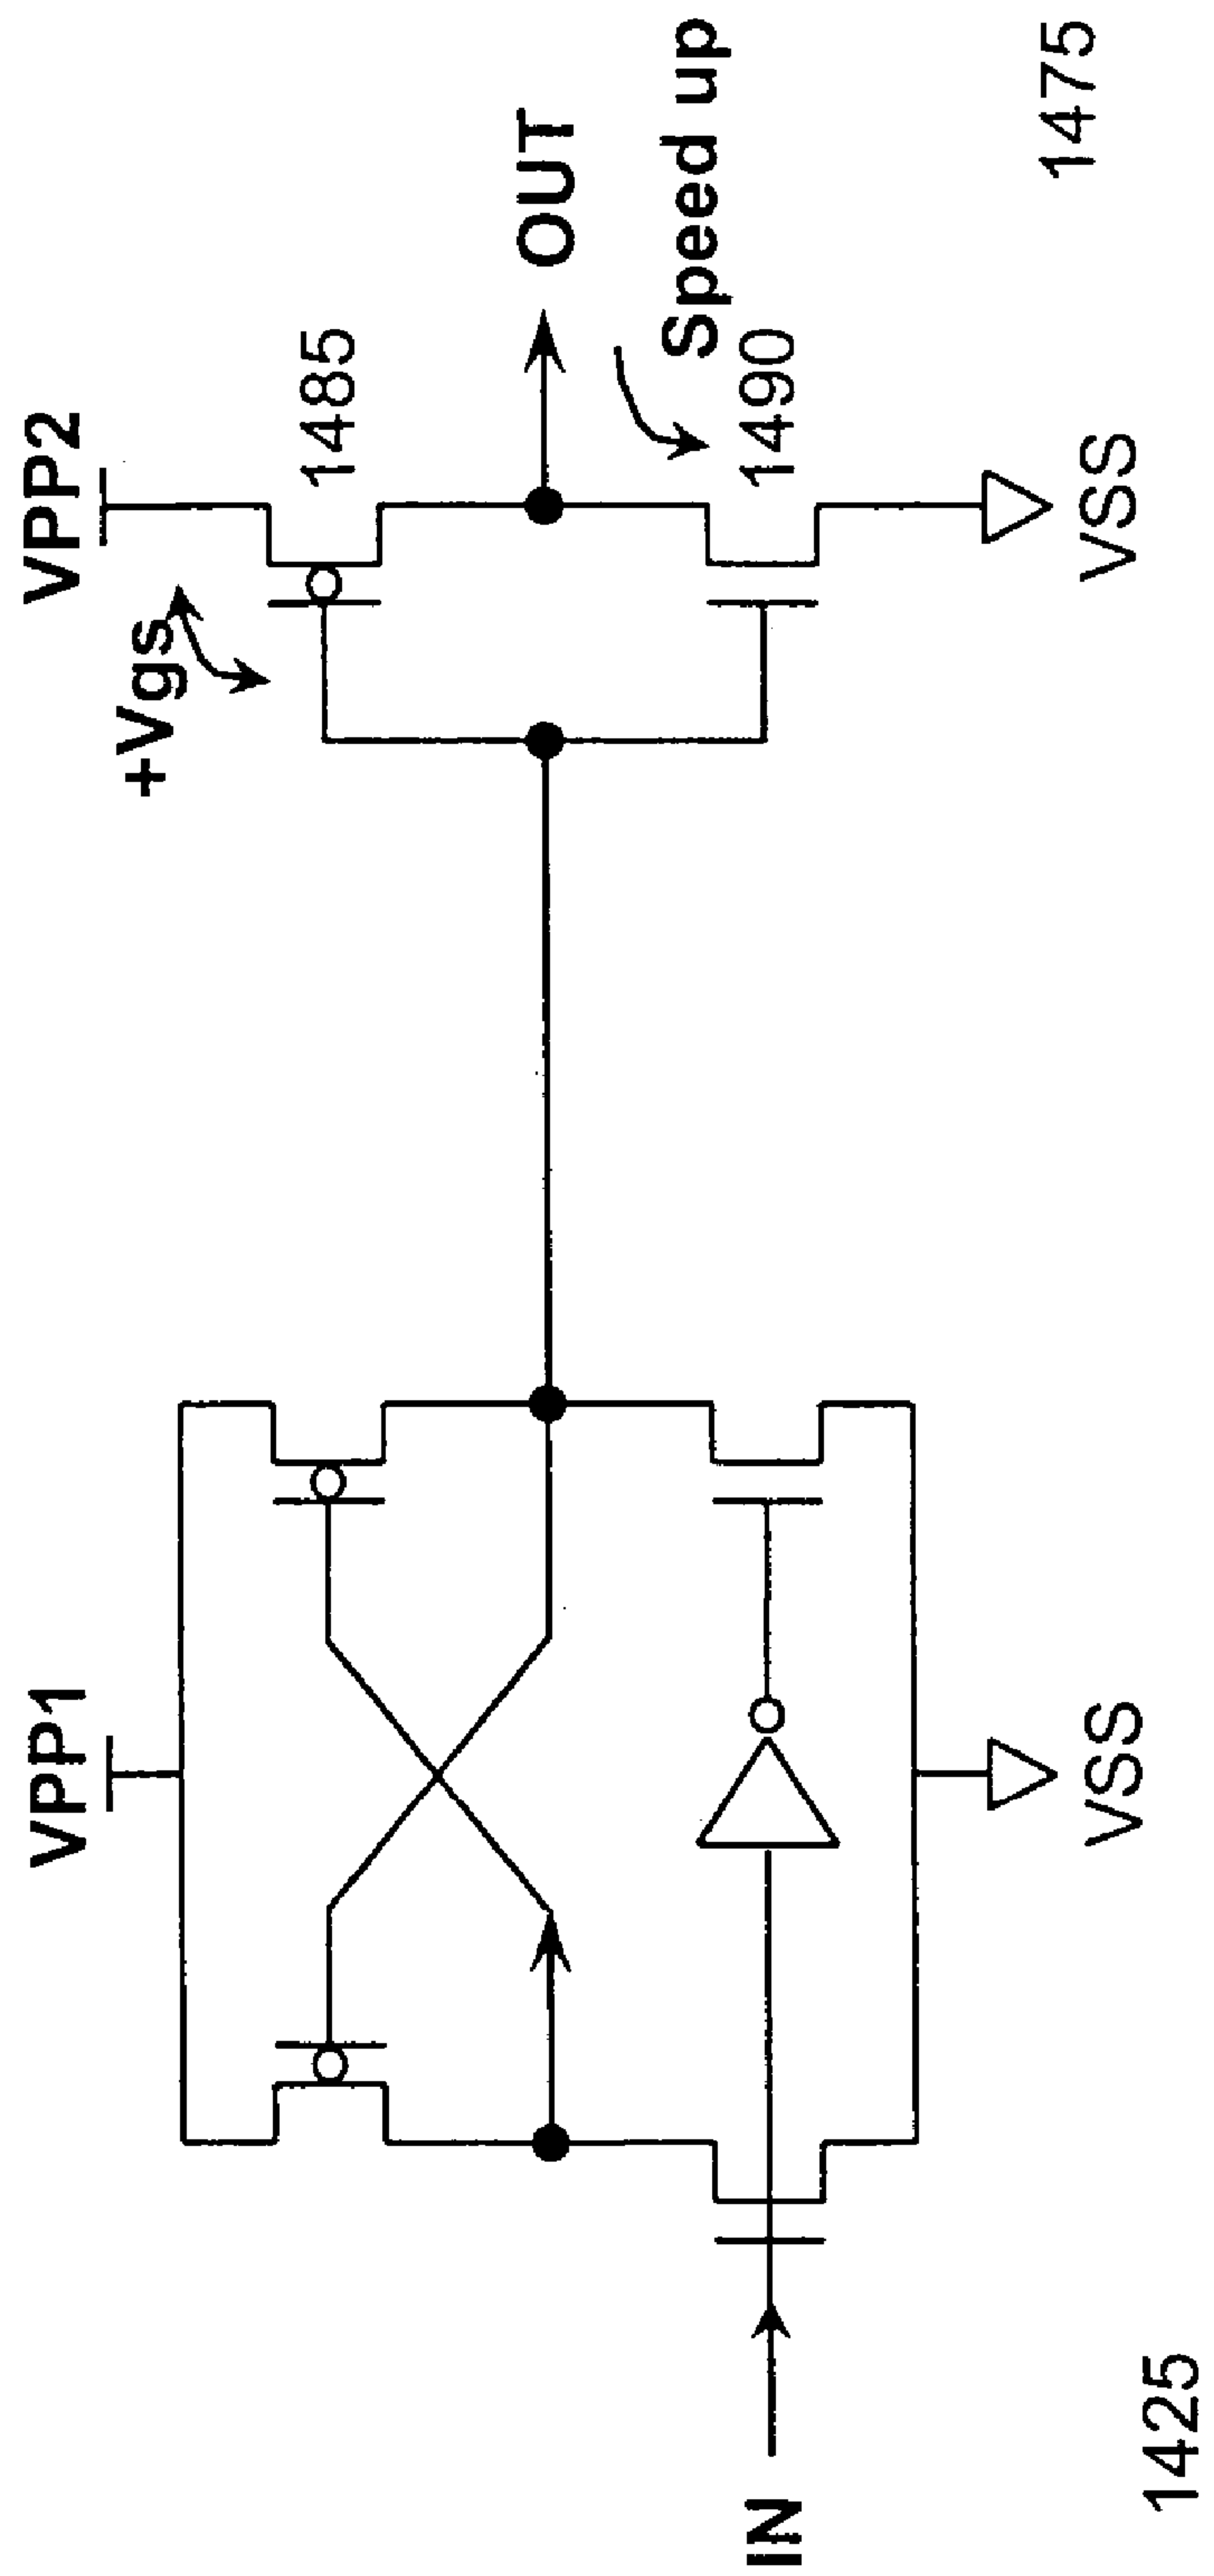 VPP1
VPP2
+Vgs
1485
OUT
Speed up
1490
IN
VSS
VSS
1425
1475